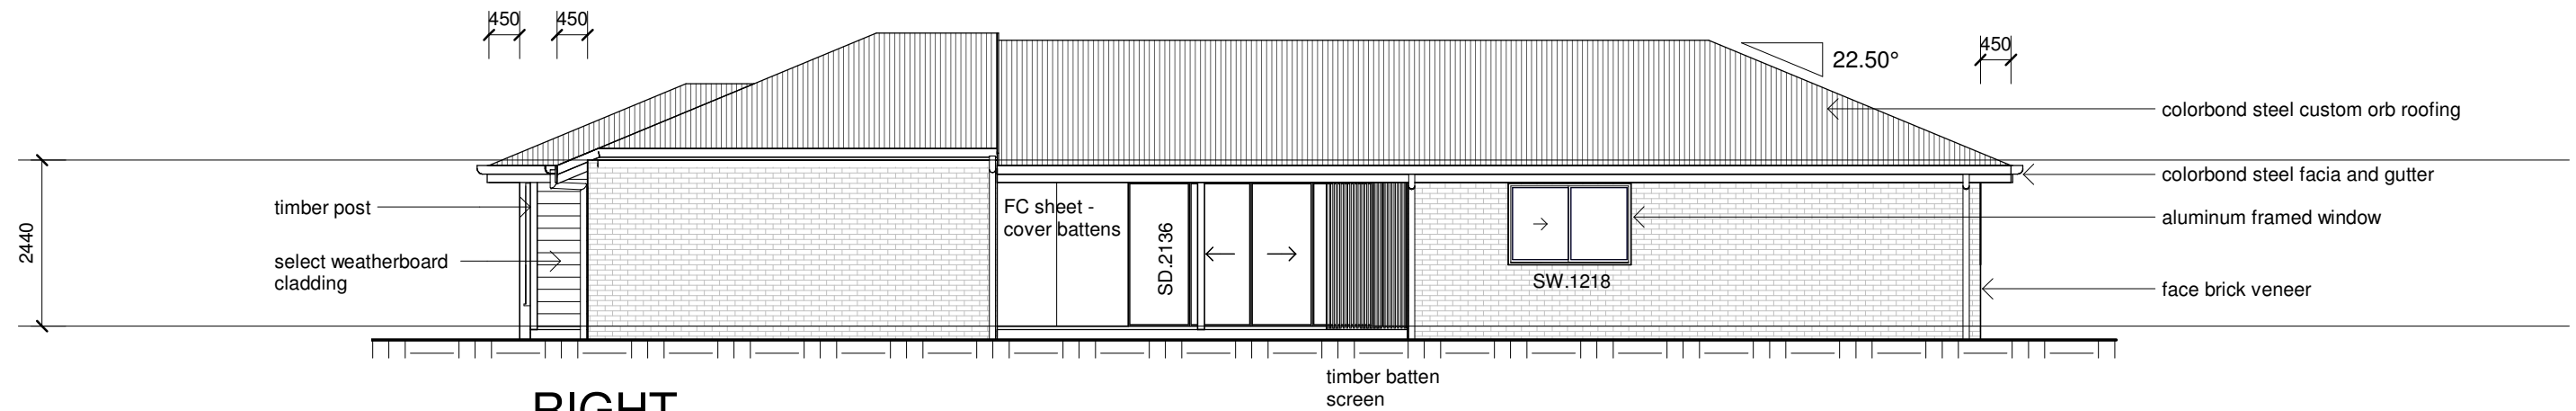 450
450
450
22.50°
colorbond steel custom orb roofing
colorbond steel facia and gutter
timber post
FC sheet -
cover battens
aluminum framed window
2440
SD.2136
select weatherboard
cladding
SW.1218
face brick veneer
timber batten
screen
RIGHT